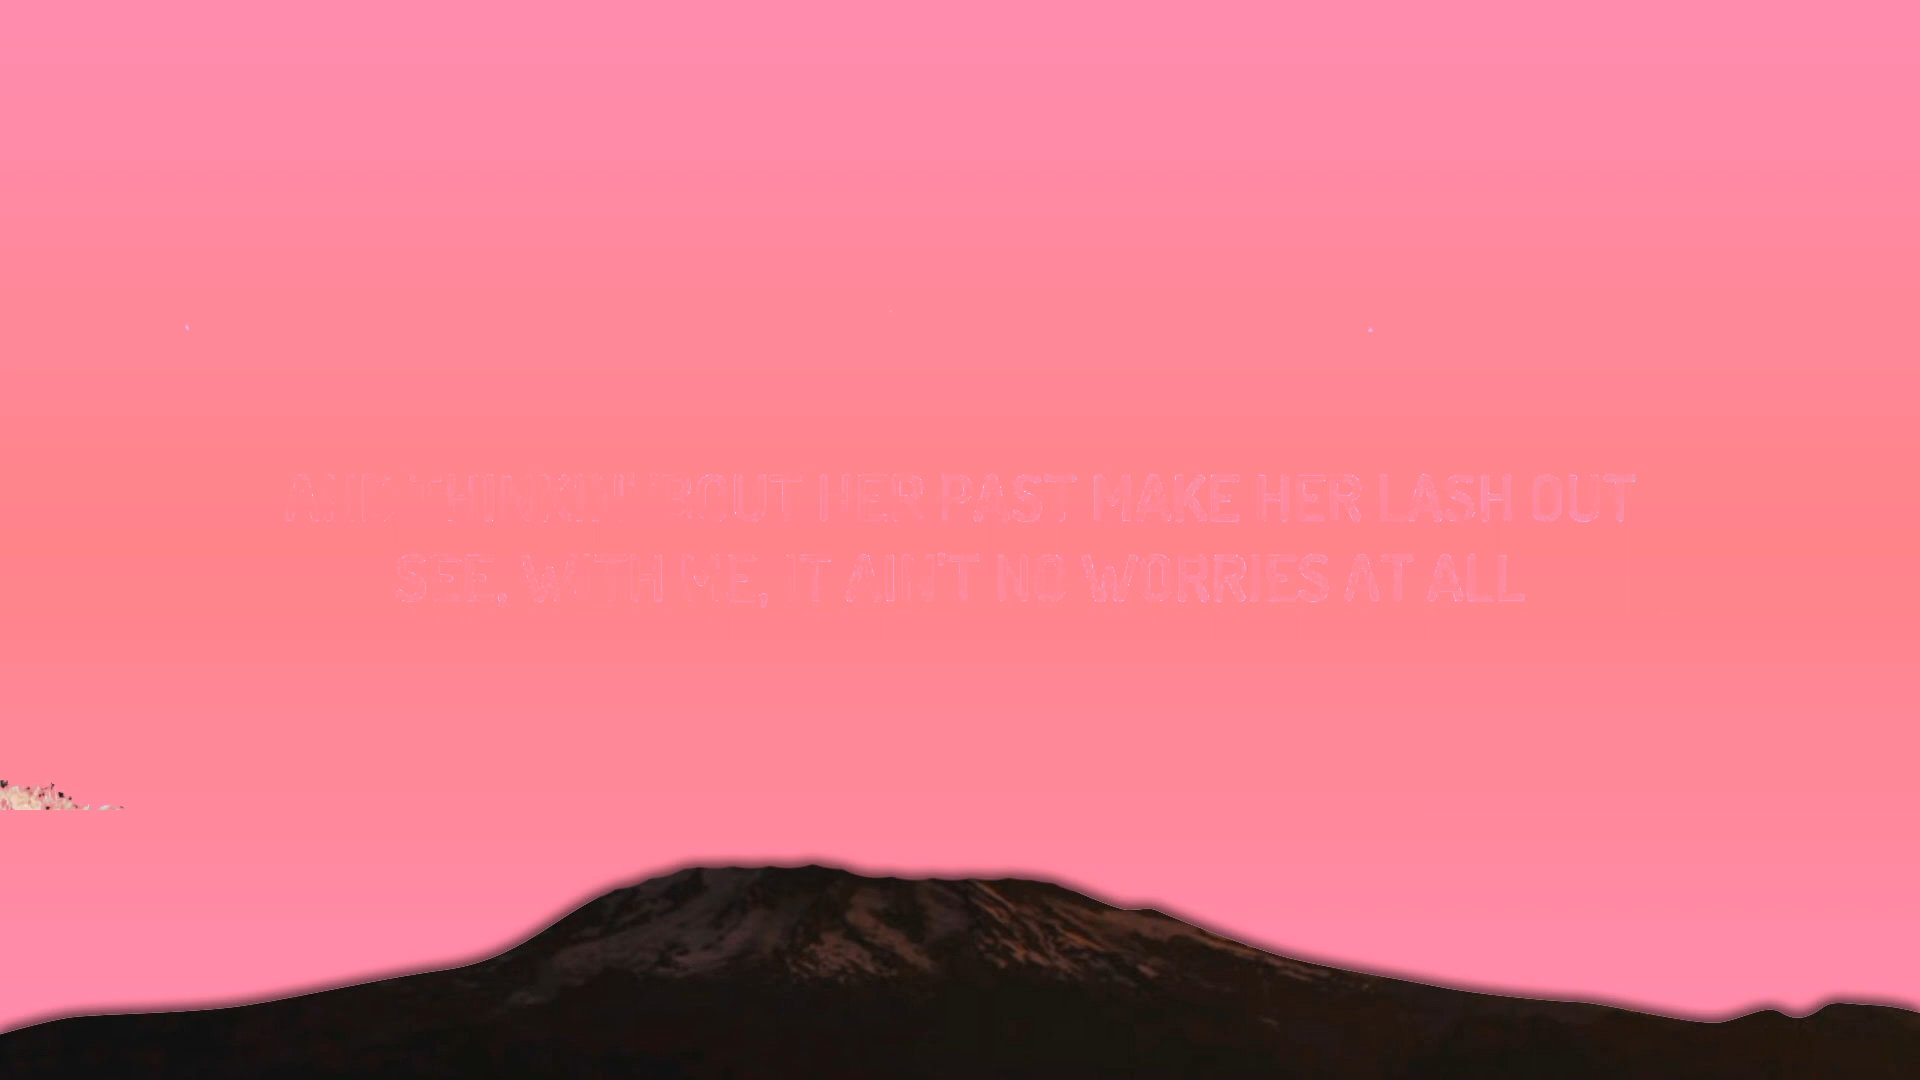 AND THINKIN' 'BOUT HER PAST MAKE HER LASH OUT
SEE, WITH ME, IT AIN'T NO WORRIES AT ALL